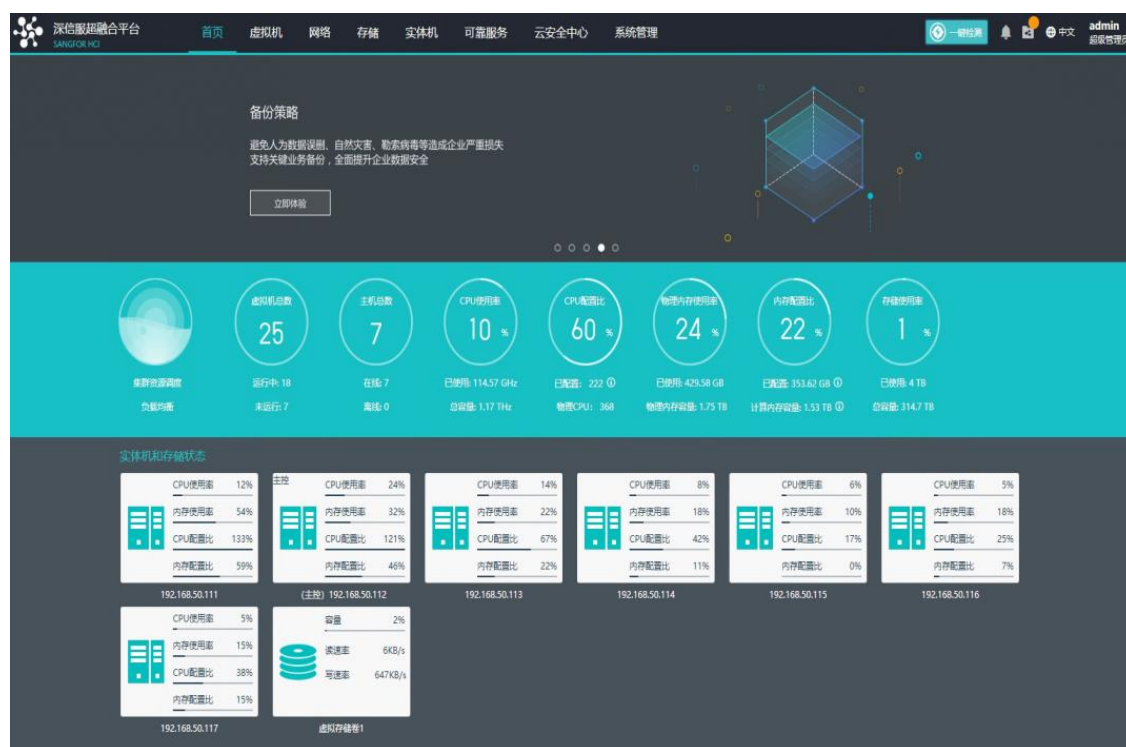 深信服超融合平台
SANGFOR HCI
首页 虚拟机 网络 存储 实体机 可靠服务 云安全中心 系统管理
一键检测
中文
admin
超级管理员
备份策略
避免人为数据误删、自然灾害、勒索病毒等造成企业严重损失
支持关键业务备份，全面提升企业数据安全
立即体验
虚拟机总数 主机总数 CPU使用率 CPU配置比 物理内存使用率 内存配置比 存储使用率
25 7 10 % 60 % 24 % 22 % 1 %
集群资源调度 运行中: 18 在线: 7 已使用: 114.57 GHz 已配置: 222 已使用: 429.58 GB 已配置: 353.62 GB 已使用: 4 TB
负载均衡 未运行: 7 离线: 0 总容量: 1.17 THz 物理CPU: 368 物理内存容量: 1.75 TB 计算内存容量: 1.53 TB 总容量: 314.7 TB
实体机和存储状态
CPU使用率 12%
内存使用率 54%
CPU配置比 133%
内存配置比 59%
192.168.50.111
主控
CPU使用率 24%
内存使用率 32%
CPU配置比 121%
内存配置比 46%
(主控) 192.168.50.112
CPU使用率 14%
内存使用率 22%
CPU配置比 67%
内存配置比 22%
192.168.50.113
CPU使用率 8%
内存使用率 18%
CPU配置比 42%
内存配置比 11%
192.168.50.114
CPU使用率 6%
内存使用率 10%
CPU配置比 17%
内存配置比 0%
192.168.50.115
CPU使用率 5%
内存使用率 18%
CPU配置比 25%
内存配置比 7%
192.168.50.116
CPU使用率 5%
内存使用率 15%
CPU配置比 38%
内存配置比 15%
192.168.50.117
容量 2%
读速率 6KB/s
写速率 647KB/s
虚拟存储卷1